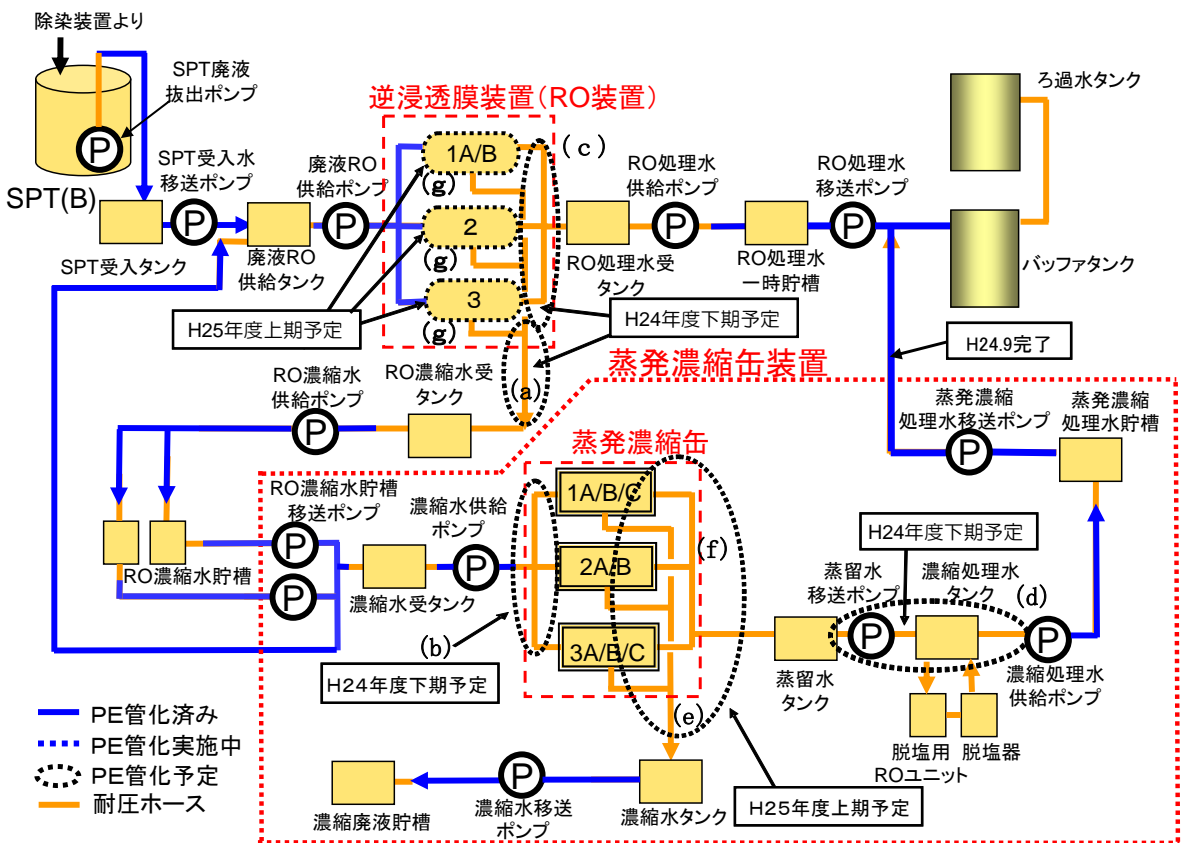 除染装置より
SPT廃液
抜出ポンプ
P
SPT(B)
SPT受入水
移送ポンプ
P
SPT受入タンク
廃液RO
供給ポンプ
P
廃液RO
供給タンク
逆浸透膜装置(RO装置)
1A/B
(g)
2
(g)
3
(g)
(c)
H25年度上期予定
H24年度下期予定
(a)
RO処理水
供給ポンプ
P
RO処理水受
タンク
RO処理水
移送ポンプ
P
RO処理水
一時貯槽
ろ過水タンク
バッファタンク
H24.9完了
蒸発濃縮缶装置
RO濃縮水
供給ポンプ
P
RO濃縮水受
タンク
RO濃縮水貯槽
RO濃縮水貯槽
移送ポンプ
P
P
濃縮水受タンク
濃縮水供給
ポンプ
P
(b)
H24年度下期予定
蒸発濃縮缶
1A/B/C
2A/B
3A/B/C
(f)
(e)
H25年度上期予定
蒸発濃縮
処理水移送ポンプ
P
蒸発濃縮
処理水貯槽
H24年度下期予定
蒸留水
移送ポンプ
P
濃縮処理水
タンク
(d)
P
濃縮処理水
供給ポンプ
蒸留水
タンク
脱塩用
ROユニット
脱塩器
濃縮水タンク
P
濃縮水移送
ポンプ
濃縮廃液貯槽
PE管化済み
PE管化実施中
PE管化予定
耐圧ホース